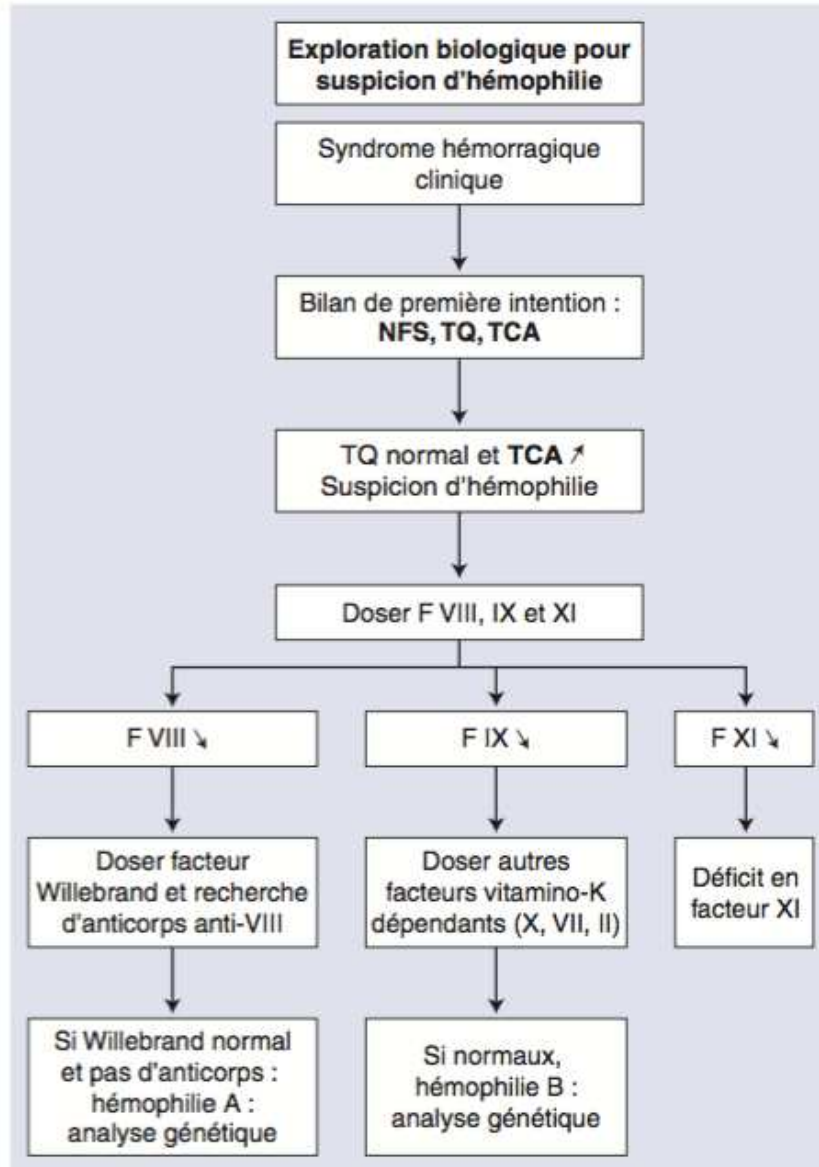 Exploration biologique pour
suspicion d'hémophilie
Syndrome hémorragique
clinique
Bilan de première intention :
NFS, TQ, TCA
TQ normal et TCA ↗
Suspicion d'hémophilie
Doser F VIII, IX et XI
F VIII ↘
F IX ↘
F XI ↘
Doser facteur
Willebrand et recherche
d'anticorps anti-VIII
Doser autres
facteurs vitamino-K
dépendants (X, VII, II)
Déficit en
facteur XI
Si Willebrand normal
et pas d'anticorps :
hémophilie A :
analyse génétique
Si normaux,
hémophilie B :
analyse génétique